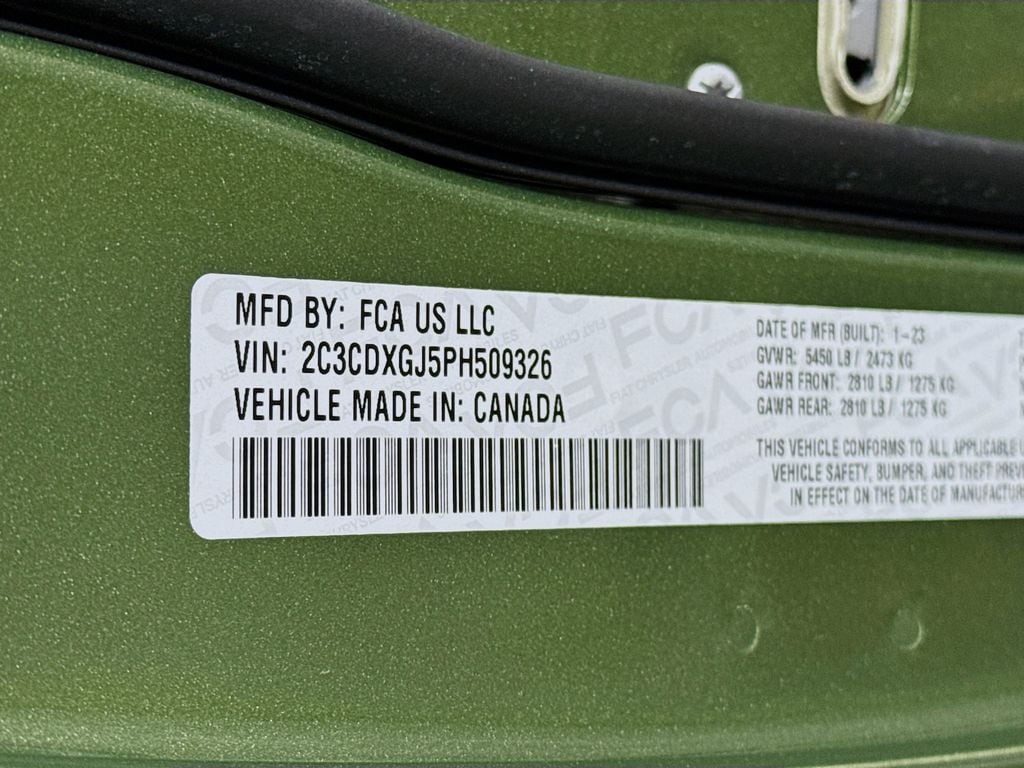 MFD BY: FCA US LLC
VIN: 2C3CDXGJ5PH509326
VEHICLE MADE IN: CANADA
DATE OF MFR (BUILT): 1-23
GVWR: 5450 LB / 2473 KG
GAWR FRONT: 2810 LB / 1275 KG
GAWR REAR: 2810 LB / 1275 KG
THIS VEHICLE CONFORMS TO ALL APPLICABLE
VEHICLE SAFETY, BUMPER, AND THEFT PREV
IN EFFECT ON THE DATE OF MANUFACTUR